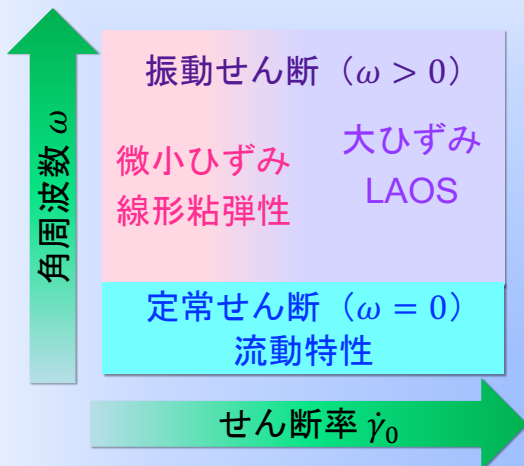 角周波数 ω
振動せん断（ω > 0）
微小ひずみ
線形粘弾性
大ひずみ
LAOS
定常せん断（ω = 0）
流動特性
せん断率 γ̇₀